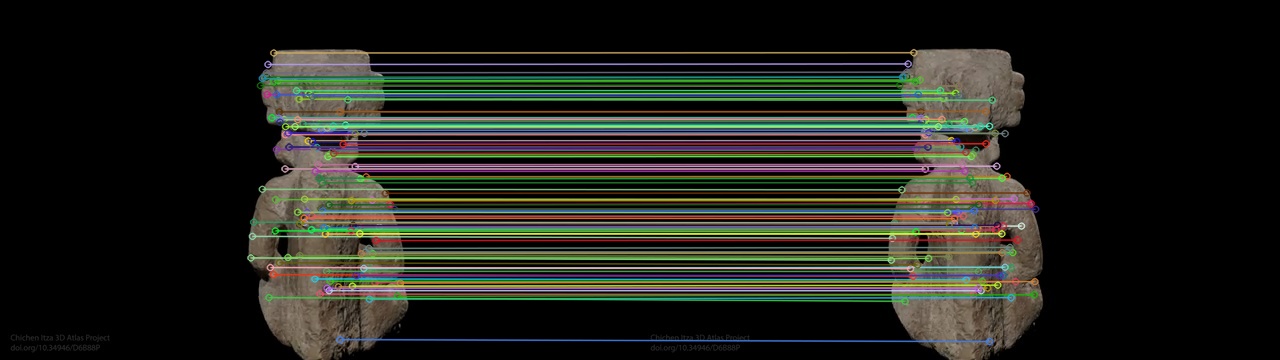 Chichen Itza 3D Atlas Project
doi.org/10.34946/D6B88P
Chichen Itza 3D Atlas Project
doi.org/10.34946/D6B88P